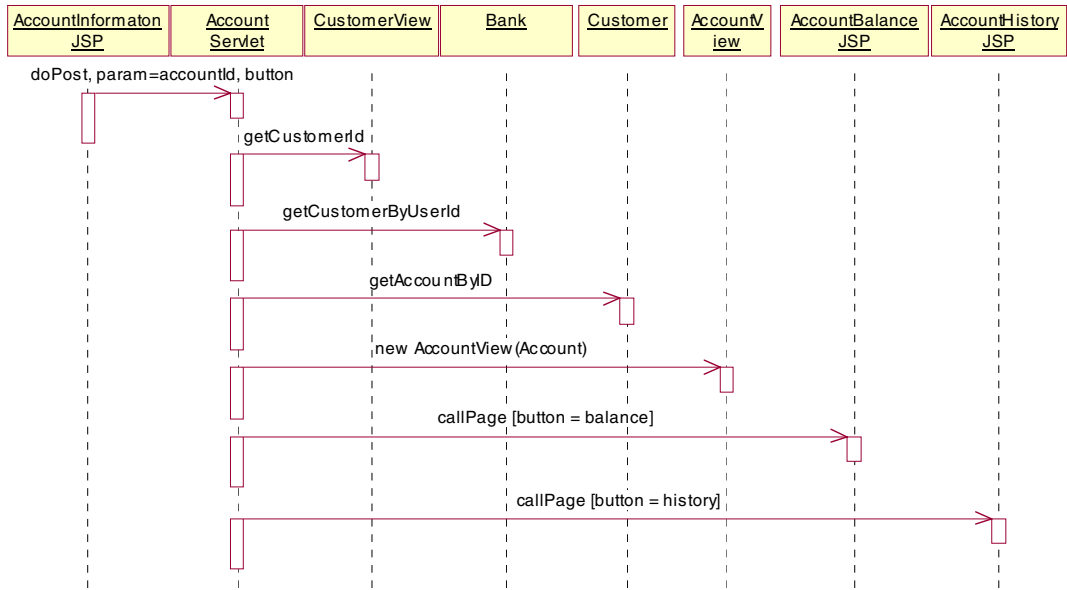 AccountInformaton
JSP
Account
Servlet
CustomerView
Bank
Customer
AccountV
iew
AccountBalance
JSP
AccountHistory
JSP
doPost, param=accountId, button
getCustomerId
getCustomerByUserId
getAccountByID
new AccountView(Account)
callPage [button = balance]
callPage [button = history]